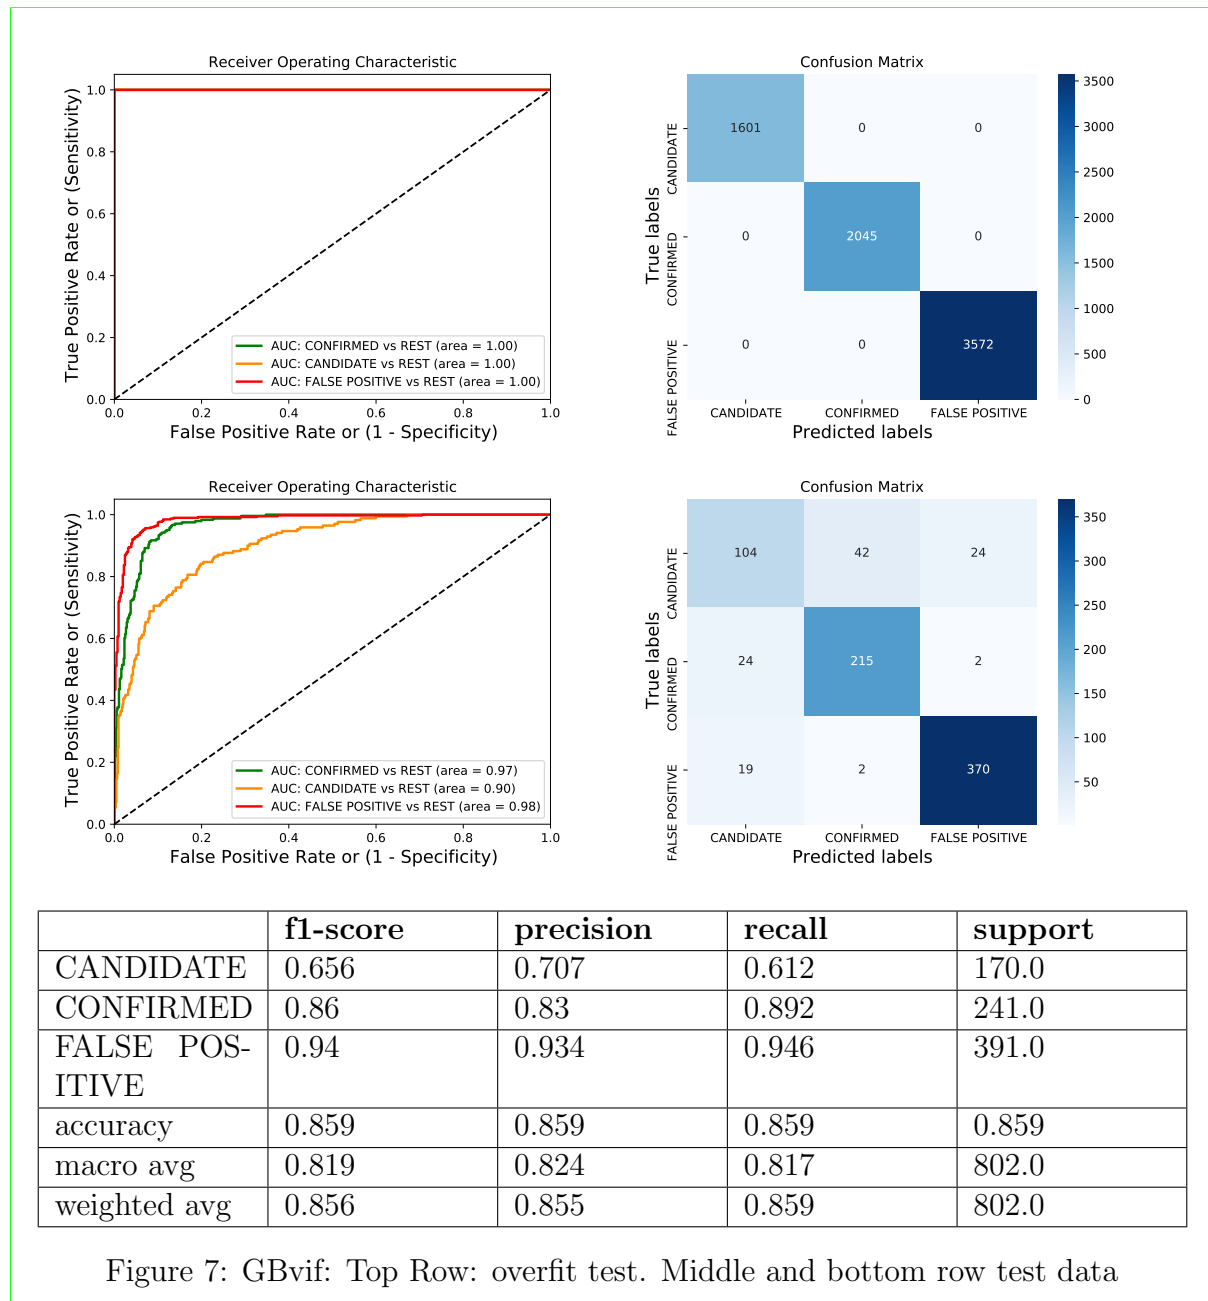 Receiver Operating Characteristic
True Positive Rate or (Sensitivity)
1.0
0.8
0.6
0.4
0.2
0.0
AUC: CONFIRMED vs REST (area = 1.00)
AUC: CANDIDATE vs REST (area = 1.00)
AUC: FALSE POSITIVE vs REST (area = 1.00)
0.0 0.2 0.4 0.6 0.8 1.0
False Positive Rate or (1 - Specificity)
Confusion Matrix
True labels
CANDIDATE
CONFIRMED
FALSE POSITIVE
1601 0 0
0 2045 0
0 0 3572
CANDIDATE CONFIRMED FALSE POSITIVE
Predicted labels
3500
3000
2500
2000
1500
1000
500
0
Receiver Operating Characteristic
True Positive Rate or (Sensitivity)
1.0
0.8
0.6
0.4
0.2
0.0
AUC: CONFIRMED vs REST (area = 0.97)
AUC: CANDIDATE vs REST (area = 0.90)
AUC: FALSE POSITIVE vs REST (area = 0.98)
0.0 0.2 0.4 0.6 0.8 1.0
False Positive Rate or (1 - Specificity)
Confusion Matrix
True labels
CANDIDATE
CONFIRMED
FALSE POSITIVE
104 42 24
24 215 2
19 2 370
CANDIDATE CONFIRMED FALSE POSITIVE
Predicted labels
350
300
250
200
150
100
50
f1-score precision recall support
CANDIDATE 0.656 0.707 0.612 170.0
CONFIRMED 0.86 0.83 0.892 241.0
FALSE POS- 0.94 0.934 0.946 391.0
ITIVE
accuracy 0.859 0.859 0.859 0.859
macro avg 0.819 0.824 0.817 802.0
weighted avg 0.856 0.855 0.859 802.0
Figure 7: GBvif: Top Row: overfit test. Middle and bottom row test data